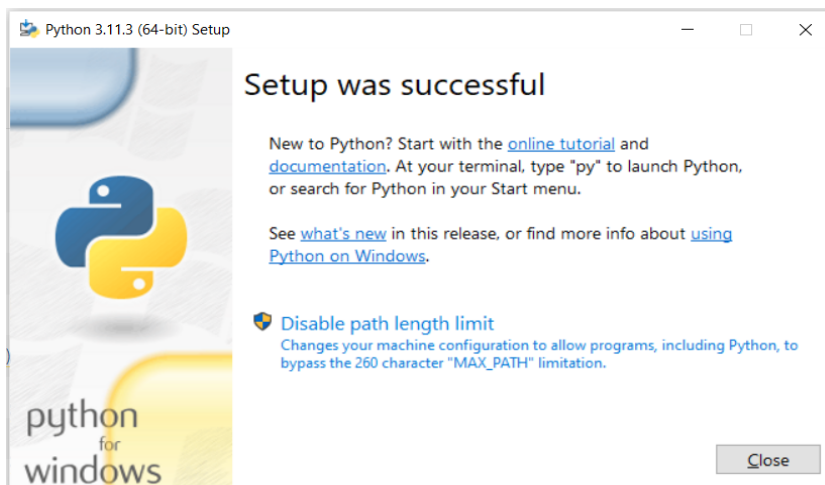 Python 3.11.3 (64-bit) Setup
Setup was successful
New to Python? Start with the online tutorial and
documentation. At your terminal, type "py" to launch Python,
or search for Python in your Start menu.
See what's new in this release, or find more info about using
Python on Windows.
Disable path length limit
Changes your machine configuration to allow programs, including Python, to
bypass the 260 character "MAX_PATH" limitation.
)
python
for
windows
Close